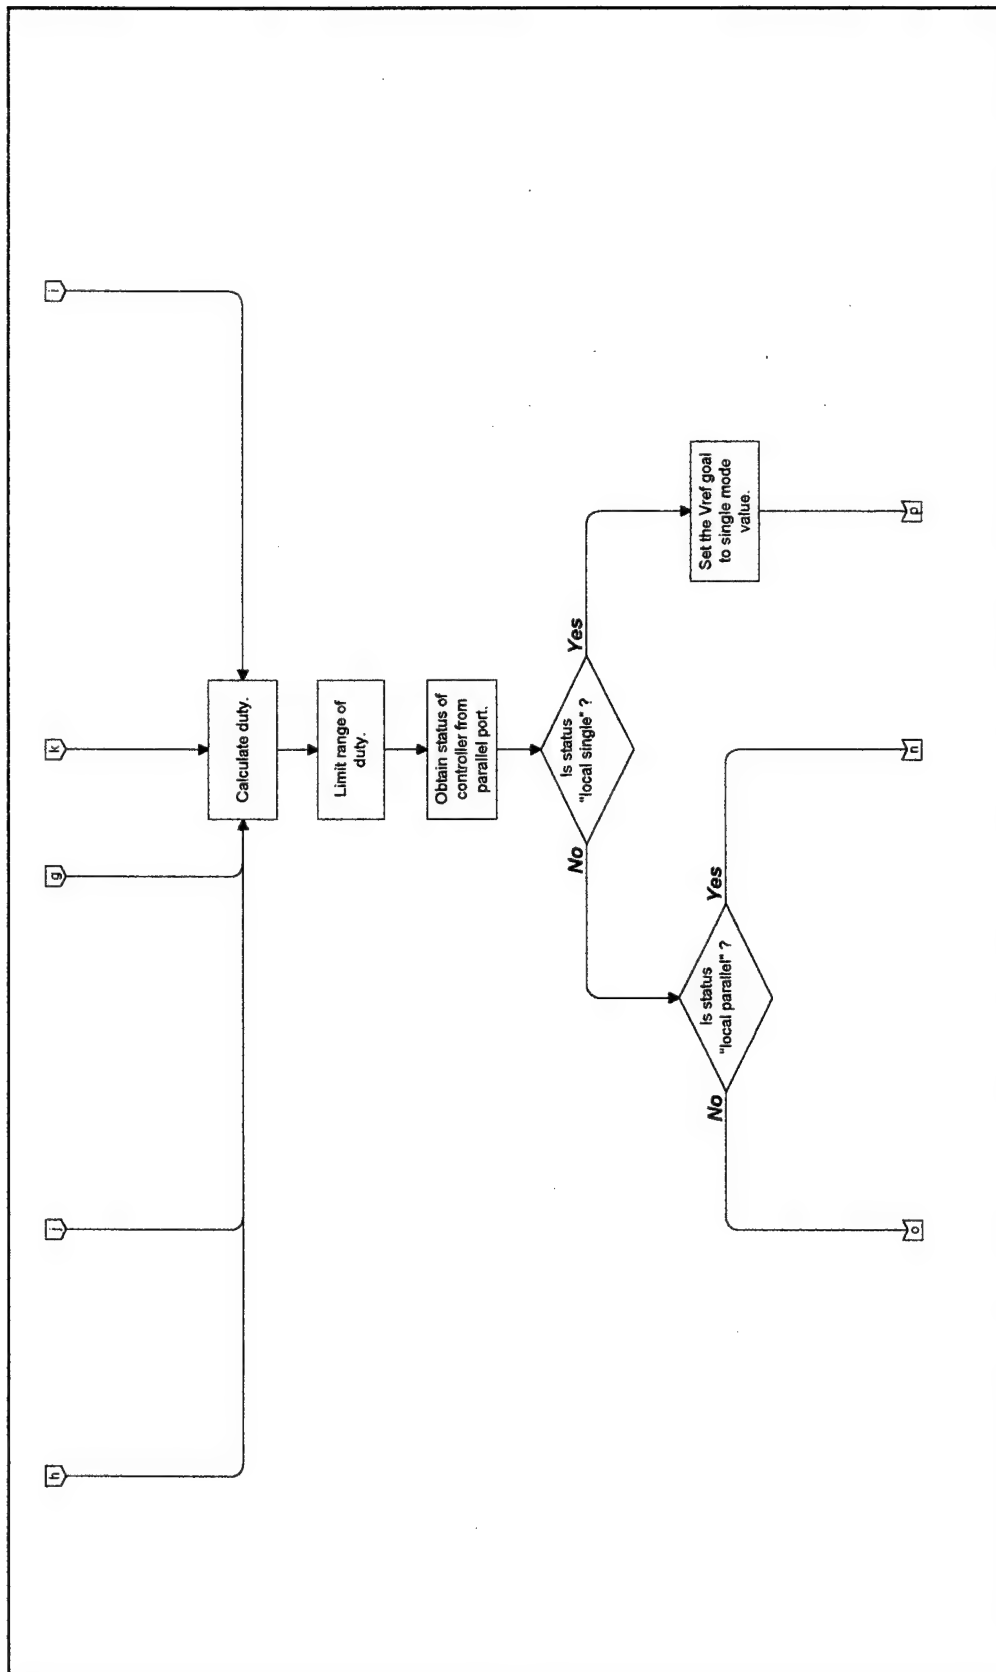 h
g
k
Calculate duty.
Limit range of
duty.
Obtain status of
controller from
parallel port.
Is status
"local single" ?
No
Yes
Is status
"local parallel" ?
No
Yes
Set the Vref goal
to single mode
value.
o
n
p